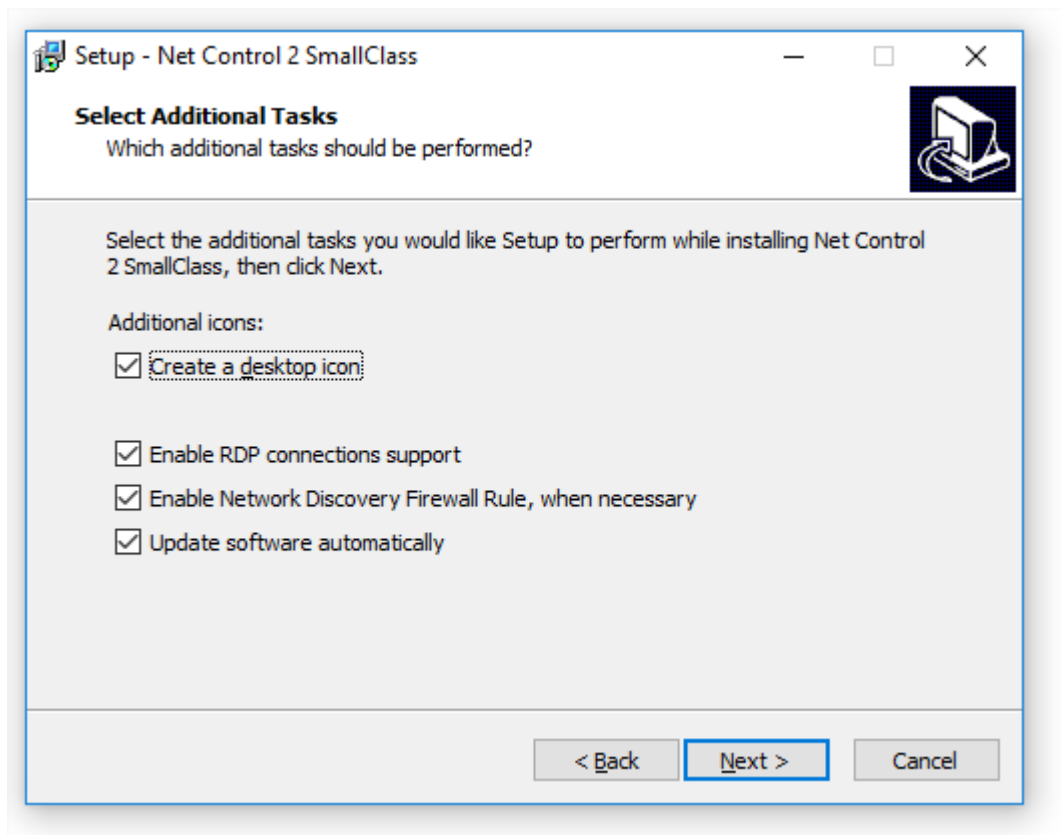 Setup - Net Control 2 SmallClass
Select Additional Tasks
Which additional tasks should be performed?
Select the additional tasks you would like Setup to perform while installing Net Control
2 SmallClass, then click Next.
Additional icons:
Create a desktop icon
Enable RDP connections support
Enable Network Discovery Firewall Rule, when necessary
Update software automatically
< Back
Next >
Cancel